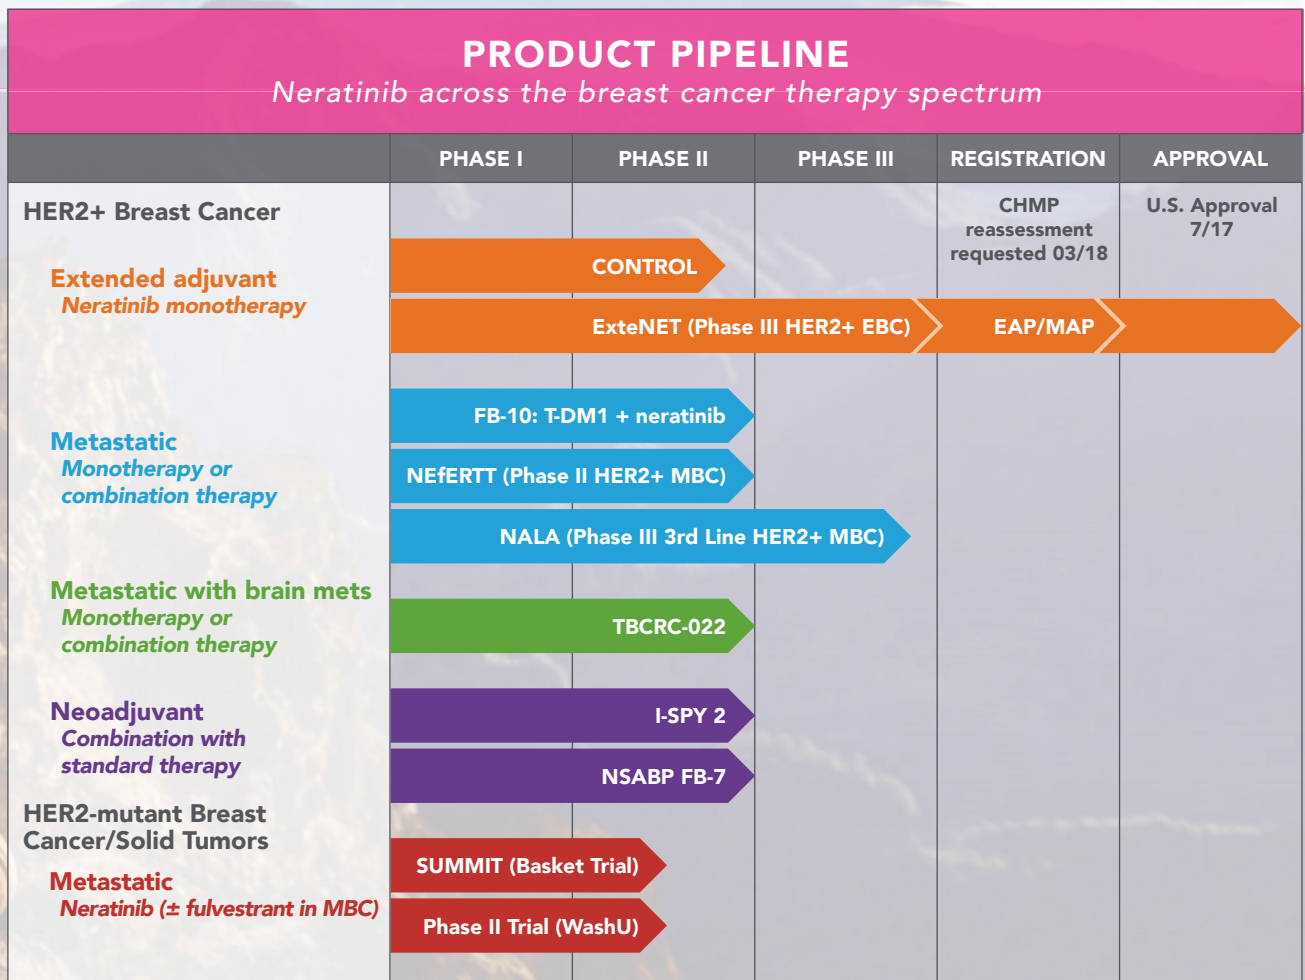 PRODUCT PIPELINE
Neratinib across the breast cancer therapy spectrum
PHASE I
PHASE II
PHASE III
REGISTRATION
APPROVAL
HER2+ Breast Cancer
CHMP
reassessment
requested 03/18
U.S. Approval
7/17
Extended adjuvant
Neratinib monotherapy
CONTROL
ExteNET (Phase III HER2+ EBC)
EAP/MAP
Metastatic
Monotherapy or
combination therapy
FB-10: T-DM1 + neratinib
NEfERTT (Phase II HER2+ MBC)
NALA (Phase III 3rd Line HER2+ MBC)
Metastatic with brain mets
Monotherapy or
combination therapy
TBCRC-022
Neoadjuvant
Combination with
standard therapy
I-SPY 2
NSABP FB-7
HER2-mutant Breast
Cancer/Solid Tumors
Metastatic
Neratinib (± fulvestrant in MBC)
SUMMIT (Basket Trial)
Phase II Trial (WashU)